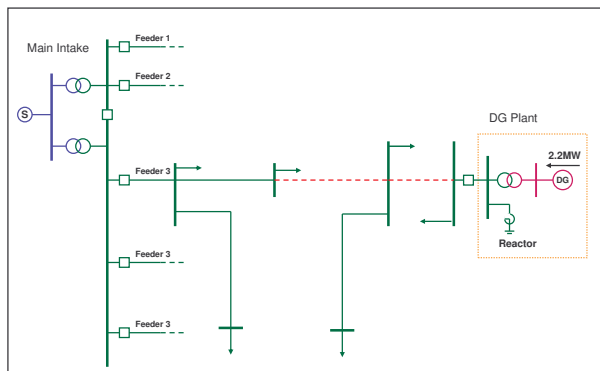 Feeder 1
Main Intake
Feeder 2
S
DG Plant
2.2MW
Feeder 3
DG
Reactor
Feeder 3
Feeder 3